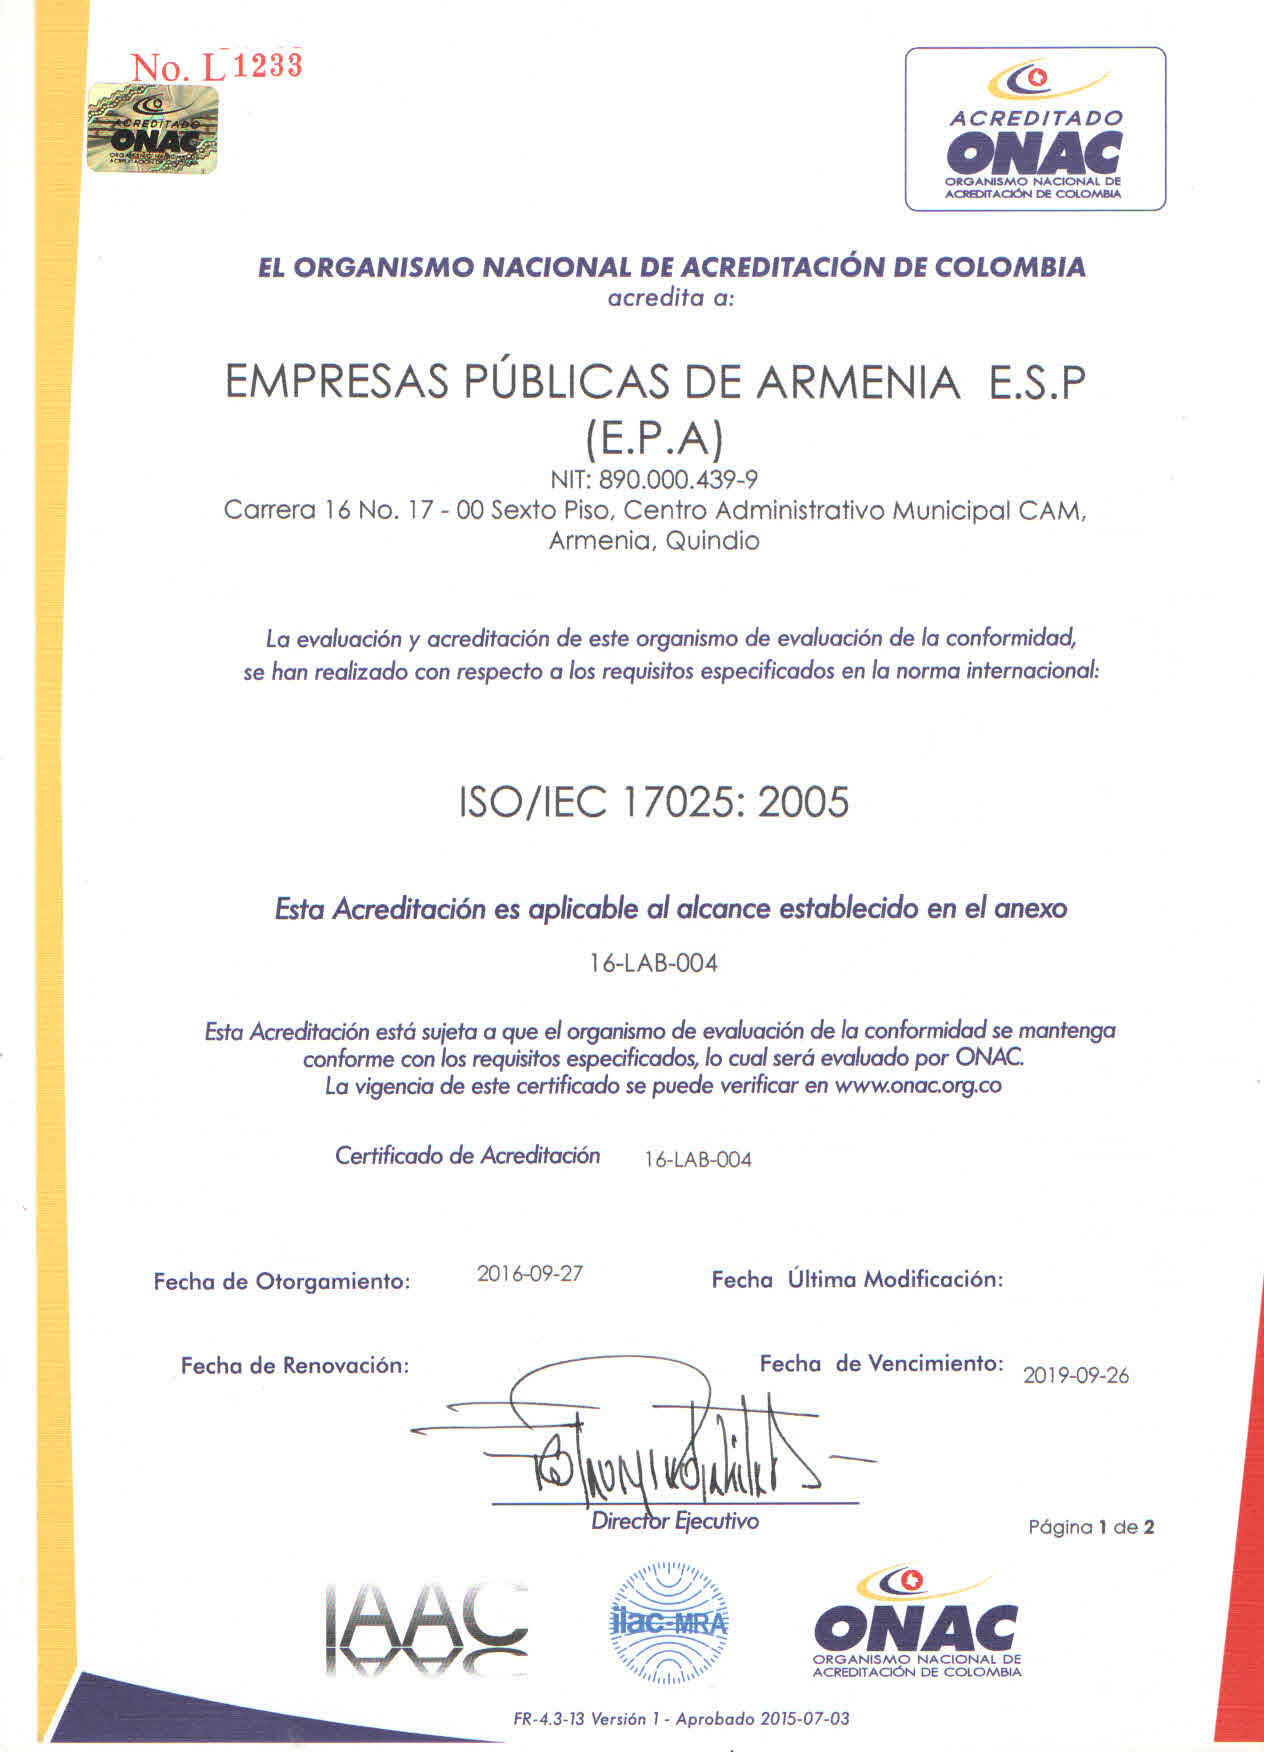 No. L 1233
ACREDITADO
ONAC
ORGANISMO NACIONAL DE
ACREDITACIÓN DE COLOMBIA
ACREDITADO
ONAC
ORGANISMO NACIONAL DE
ACREDITACIÓN DE COLOMBIA
EL ORGANISMO NACIONAL DE ACREDITACIÓN DE COLOMBIA
acredita a:
EMPRESAS PÚBLICAS DE ARMENIA E.S.P
(E.P.A)
NIT: 890.000.439-9
Carrera 16 No. 17 - 00 Sexto Piso, Centro Administrativo Municipal CAM,
Armenia, Quindio
La evaluación y acreditación de este organismo de evaluación de la conformidad,
se han realizado con respecto a los requisitos especificados en la norma internacional:
ISO/IEC 17025: 2005
Esta Acreditación es aplicable al alcance establecido en el anexo
16-LAB-004
Esta Acreditación está sujeta a que el organismo de evaluación de la conformidad se mantenga
conforme con los requisitos especificados, lo cual será evaluado por ONAC.
La vigencia de este certificado se puede verificar en www.onac.org.co
Certificado de Acreditación 16-LAB-004
Fecha de Otorgamiento: 2016-09-27 Fecha Última Modificación:
Fecha de Renovación: Fecha de Vencimiento: 2019-09-26
Director Ejecutivo
Página 1 de 2
IAAC
ilac-MRA
ONAC
ORGANISMO NACIONAL DE
ACREDITACIÓN DE COLOMBIA
FR-4.3-13 Versión 1 - Aprobado 2015-07-03